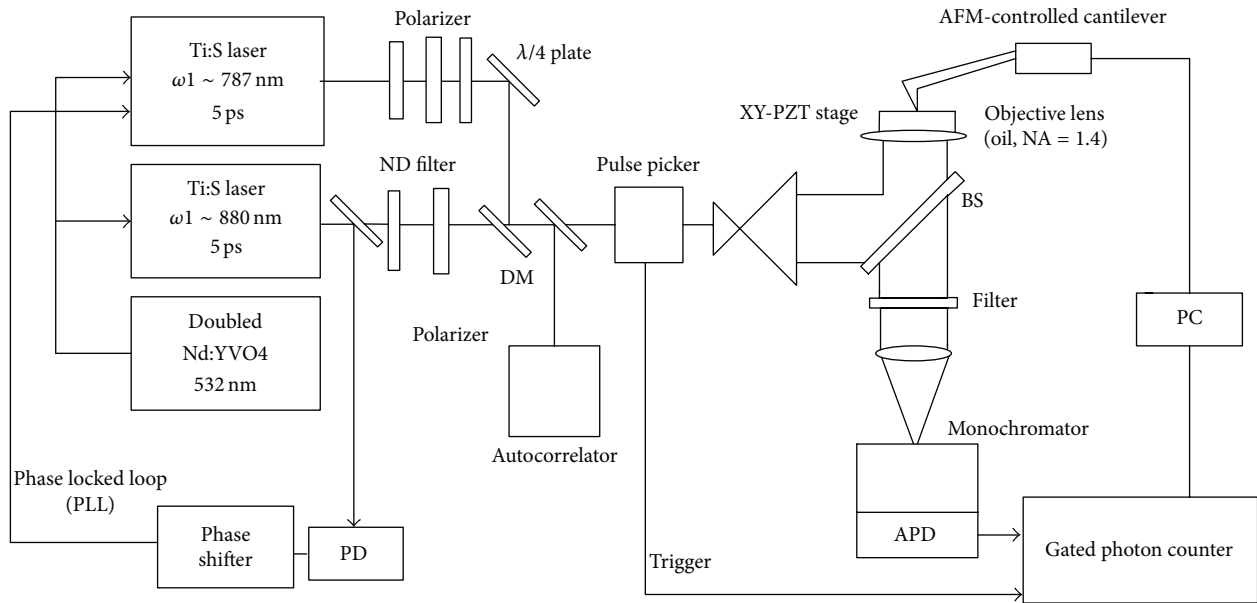 Polarizer
AFM-controlled cantilever
Ti:S laser
ω1 ~ 787 nm
5 ps
λ/4 plate
XY-PZT stage
Objective lens
(oil, NA = 1.4)
ND filter
Pulse picker
Ti:S laser
ω1 ~ 880 nm
5 ps
BS
DM
Filter
PC
Doubled
Nd:YVO4
532 nm
Polarizer
Monochromator
Autocorrelator
Phase locked loop
(PLL)
Phase
shifter
PD
APD
Gated photon counter
Trigger